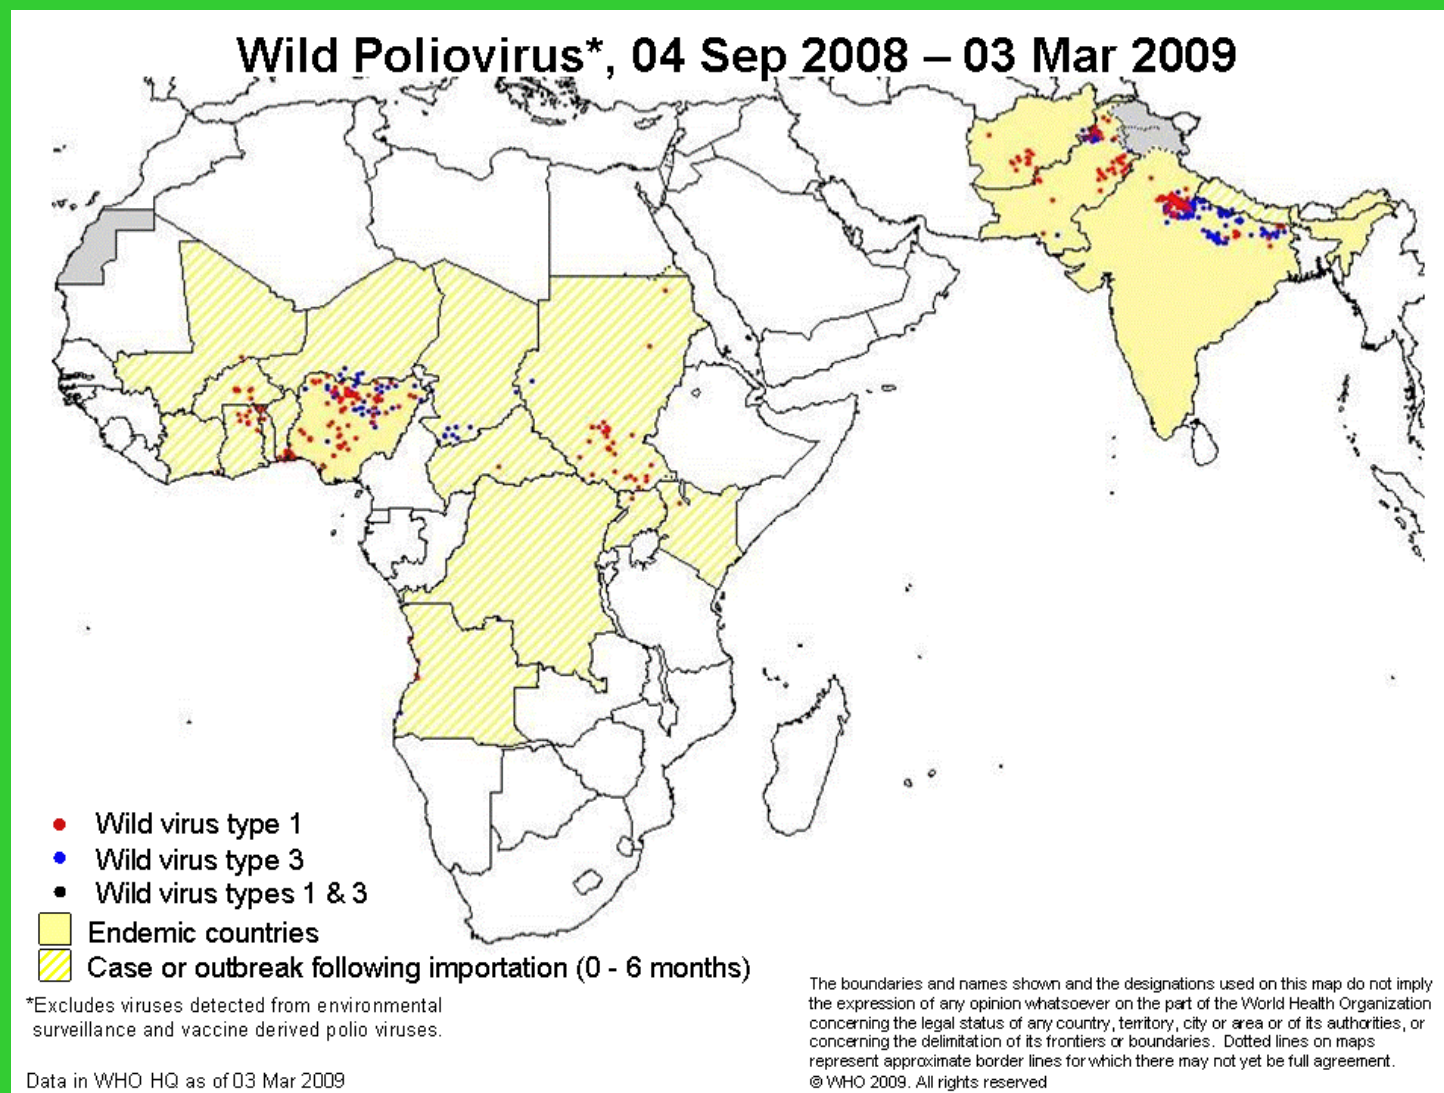 Wild Poliovirus*, 04 Sep 2008 – 03 Mar 2009
Wild virus type 1
Wild virus type 3
Wild virus types 1 & 3
Endemic countries
Case or outbreak following importation (0 - 6 months)
*Excludes viruses detected from environmental
surveillance and vaccine derived polio viruses.
Data in WHO HQ as of 03 Mar 2009
The boundaries and names shown and the designations used on this map do not imply
the expression of any opinion whatsoever on the part of the World Health Organization
concerning the legal status of any country, territory, city or area or of its authorities, or
concerning the delimitation of its frontiers or boundaries. Dotted lines on maps
represent approximate border lines for which there may not yet be full agreement.
© WHO 2009. All rights reserved